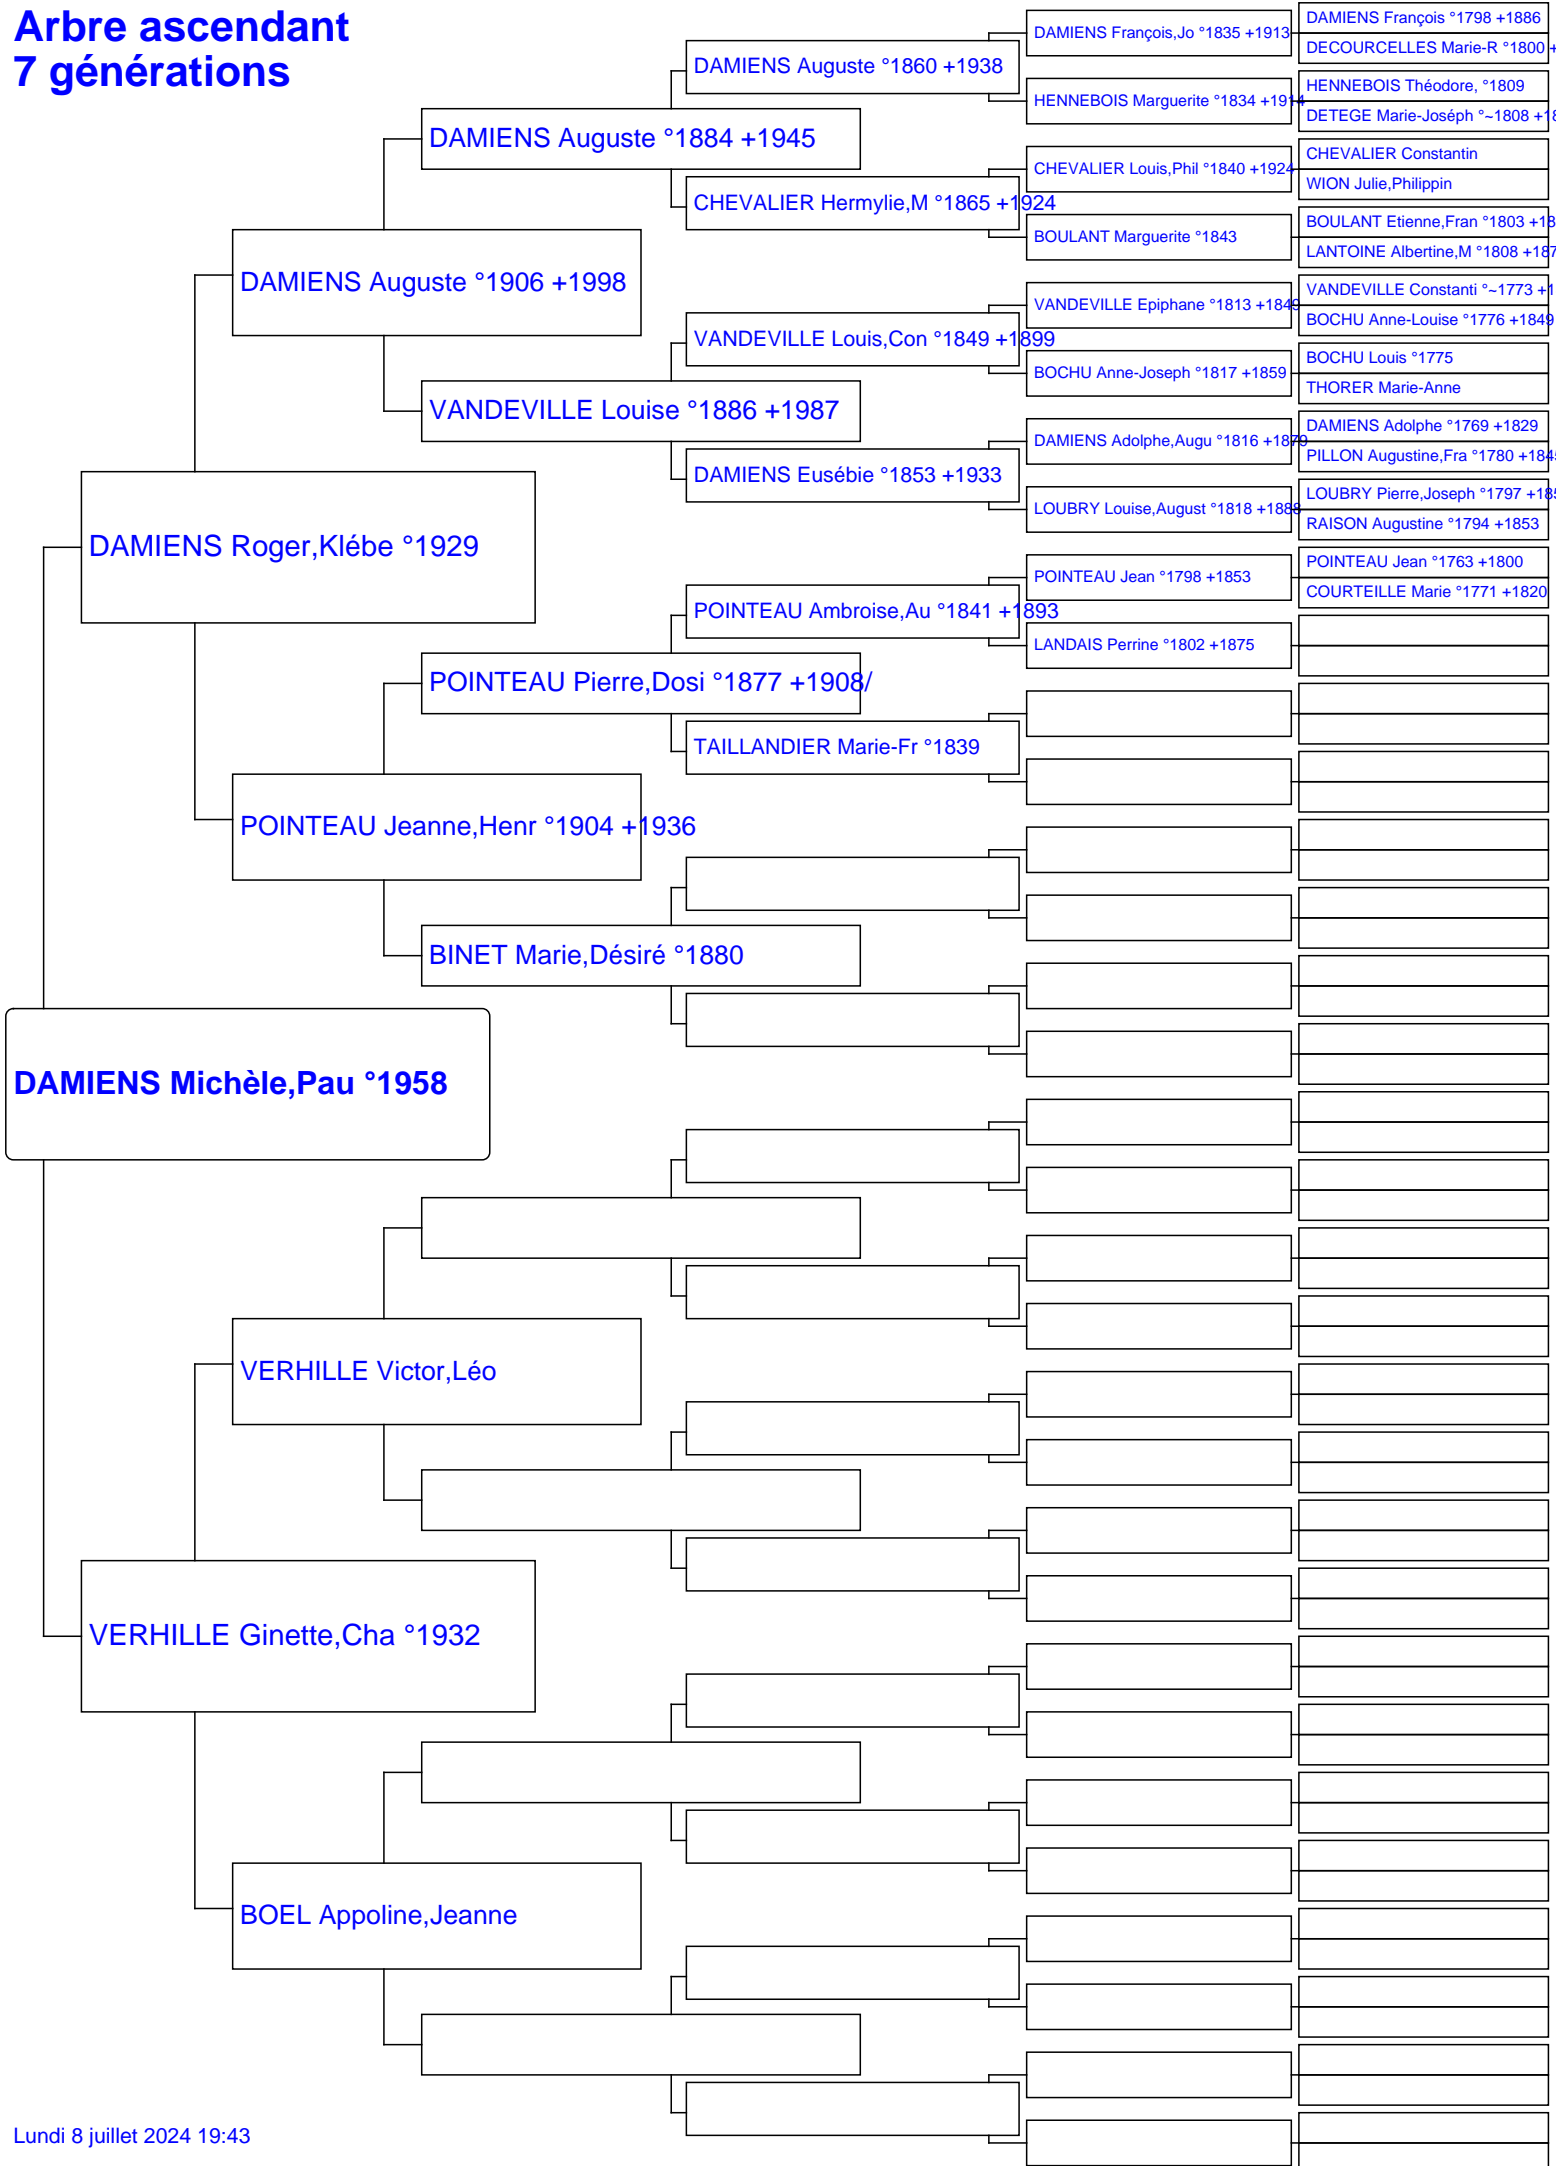 Arbre ascendant
7 générations
DAMIENS François,Jo °1835 +1913
DAMIENS François °1798 +1886
DECOURCELLES Marie-R °1800 +
DAMIENS Auguste °1860 +1938
HENNEBOIS Marguerite °1834 +1914
HENNEBOIS Théodore, °1809
DETEGE Marie-Joséph °~1808 +18
DAMIENS Auguste °1884 +1945
CHEVALIER Louis,Phil °1840 +1924
CHEVALIER Constantin
WION Julie,Philippin
CHEVALIER Hermylie,M °1865 +1924
BOULANT Marguerite °1843
BOULANT Etienne,Fran °1803 +18
LANTOINE Albertine,M °1808 +187
DAMIENS Auguste °1906 +1998
VANDEVILLE Epiphane °1813 +1849
VANDEVILLE Constanti °~1773 +1
BOCHU Anne-Louise °1776 +1849
VANDEVILLE Louis,Con °1849 +1899
BOCHU Anne-Joseph °1817 +1859
BOCHU Louis °1775
THORER Marie-Anne
VANDEVILLE Louise °1886 +1987
DAMIENS Adolphe,Augu °1816 +1879
DAMIENS Adolphe °1769 +1829
PILLON Augustine,Fra °1780 +1845
DAMIENS Eusébie °1853 +1933
LOUBRY Louise,August °1818 +1888
LOUBRY Pierre,Joseph °1797 +185
RAISON Augustine °1794 +1853
DAMIENS Roger,Klébe °1929
POINTEAU Jean °1798 +1853
POINTEAU Jean °1763 +1800
COURTEILLE Marie °1771 +1820
POINTEAU Ambroise,Au °1841 +1893
LANDAIS Perrine °1802 +1875
POINTEAU Pierre,Dosi °1877 +1908/
TAILLANDIER Marie-Fr °1839
POINTEAU Jeanne,Henr °1904 +1936
BINET Marie,Désiré °1880
DAMIENS Michèle,Pau °1958
VERHILLE Victor,Léo
VERHILLE Ginette,Cha °1932
BOEL Appoline,Jeanne
Lundi 8 juillet 2024 19:43